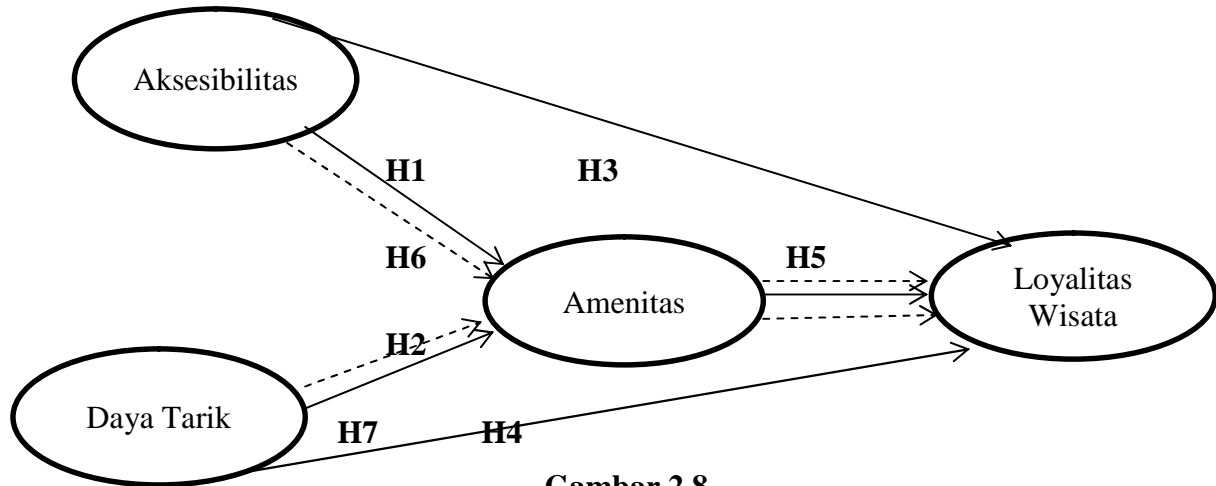 Aksesibilitas
H1
H3
H6
H5
Amenitas
Loyalitas
Wisata
H2
Daya Tarik
H7
H4
Gambar 2.8